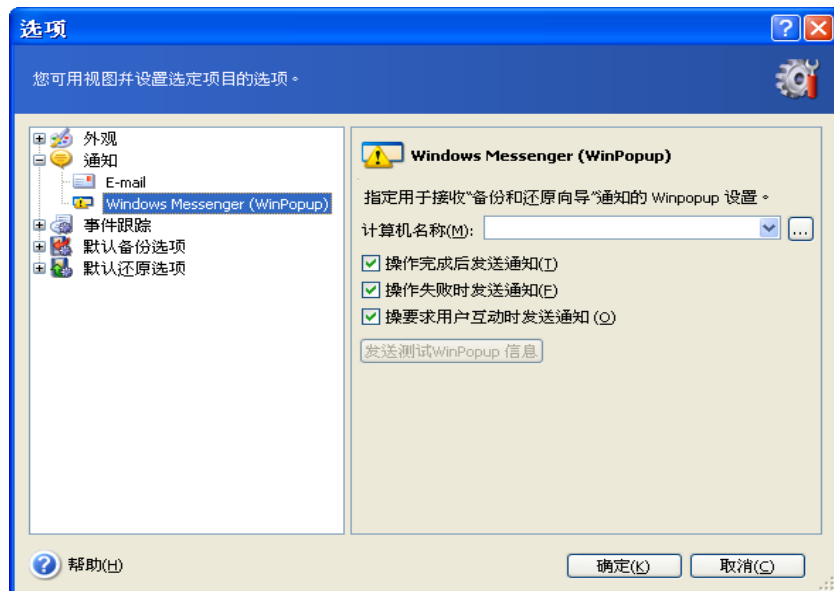 选项
您可用视图并设置选定项目的选项。
外观
通知
E-mail
Windows Messenger (WinPopup)
事件跟踪
默认备份选项
默认还原选项
Windows Messenger (WinPopup)
指定用于接收“备份和还原向导”通知的 Winpopup 设置。
计算机名称(M):
...
操作完成后发送通知(T)
操作失败时发送通知(F)
操要求用户互动时发送通知 (O)
发送测试WinPopup 信息
帮助(H)
确定(K)
取消(C)